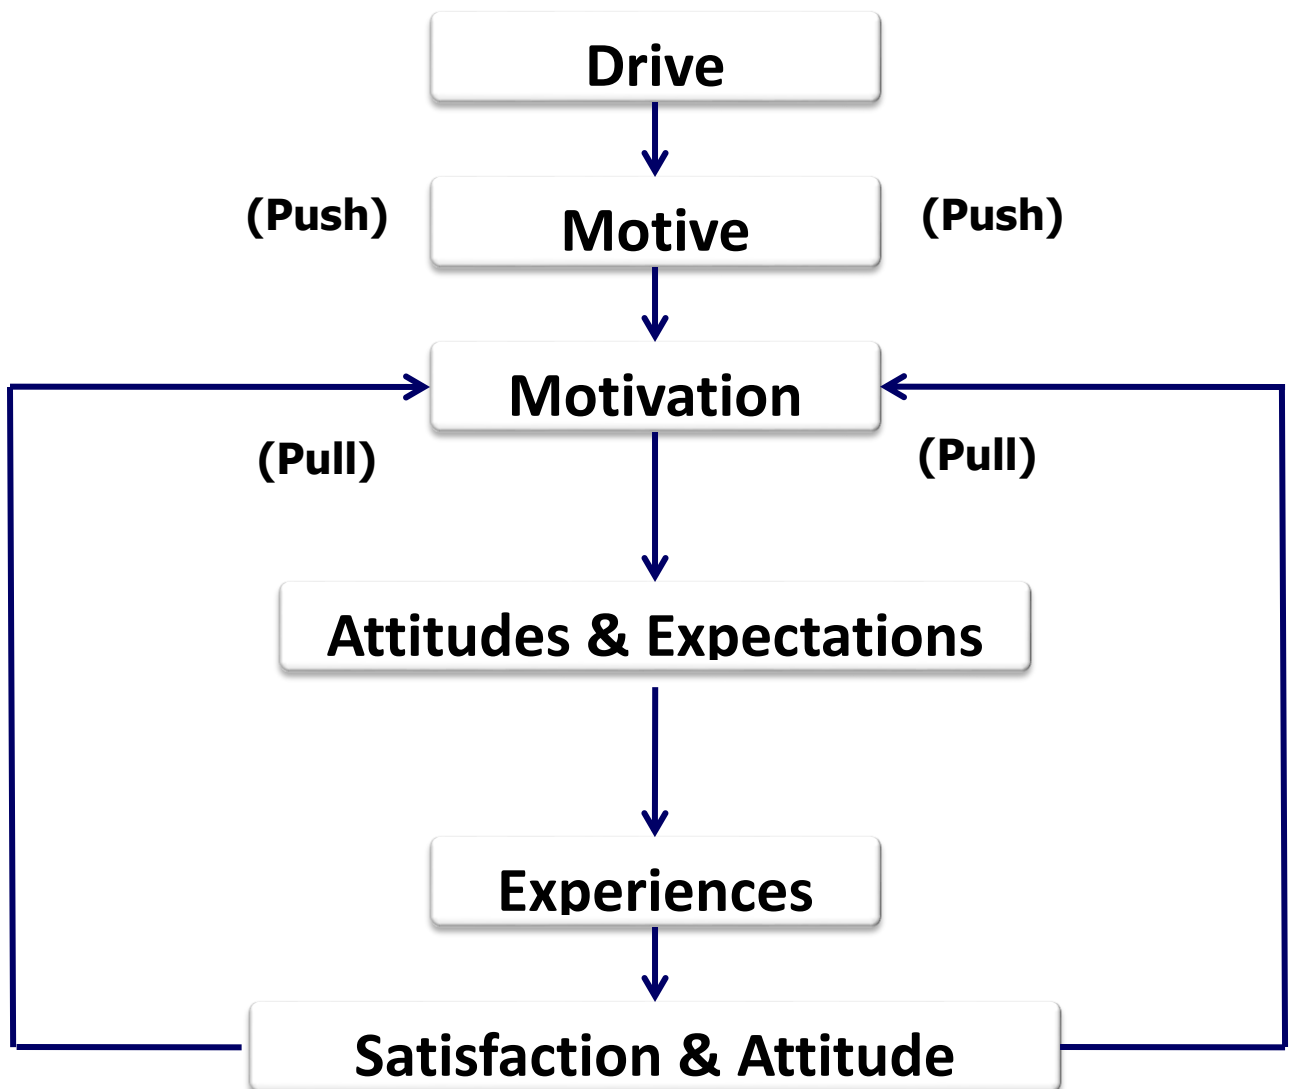 Drive
(Push) Motive (Push)
Motivation
(Pull) (Pull)
Attitudes & Expectations
Experiences
Satisfaction & Attitude